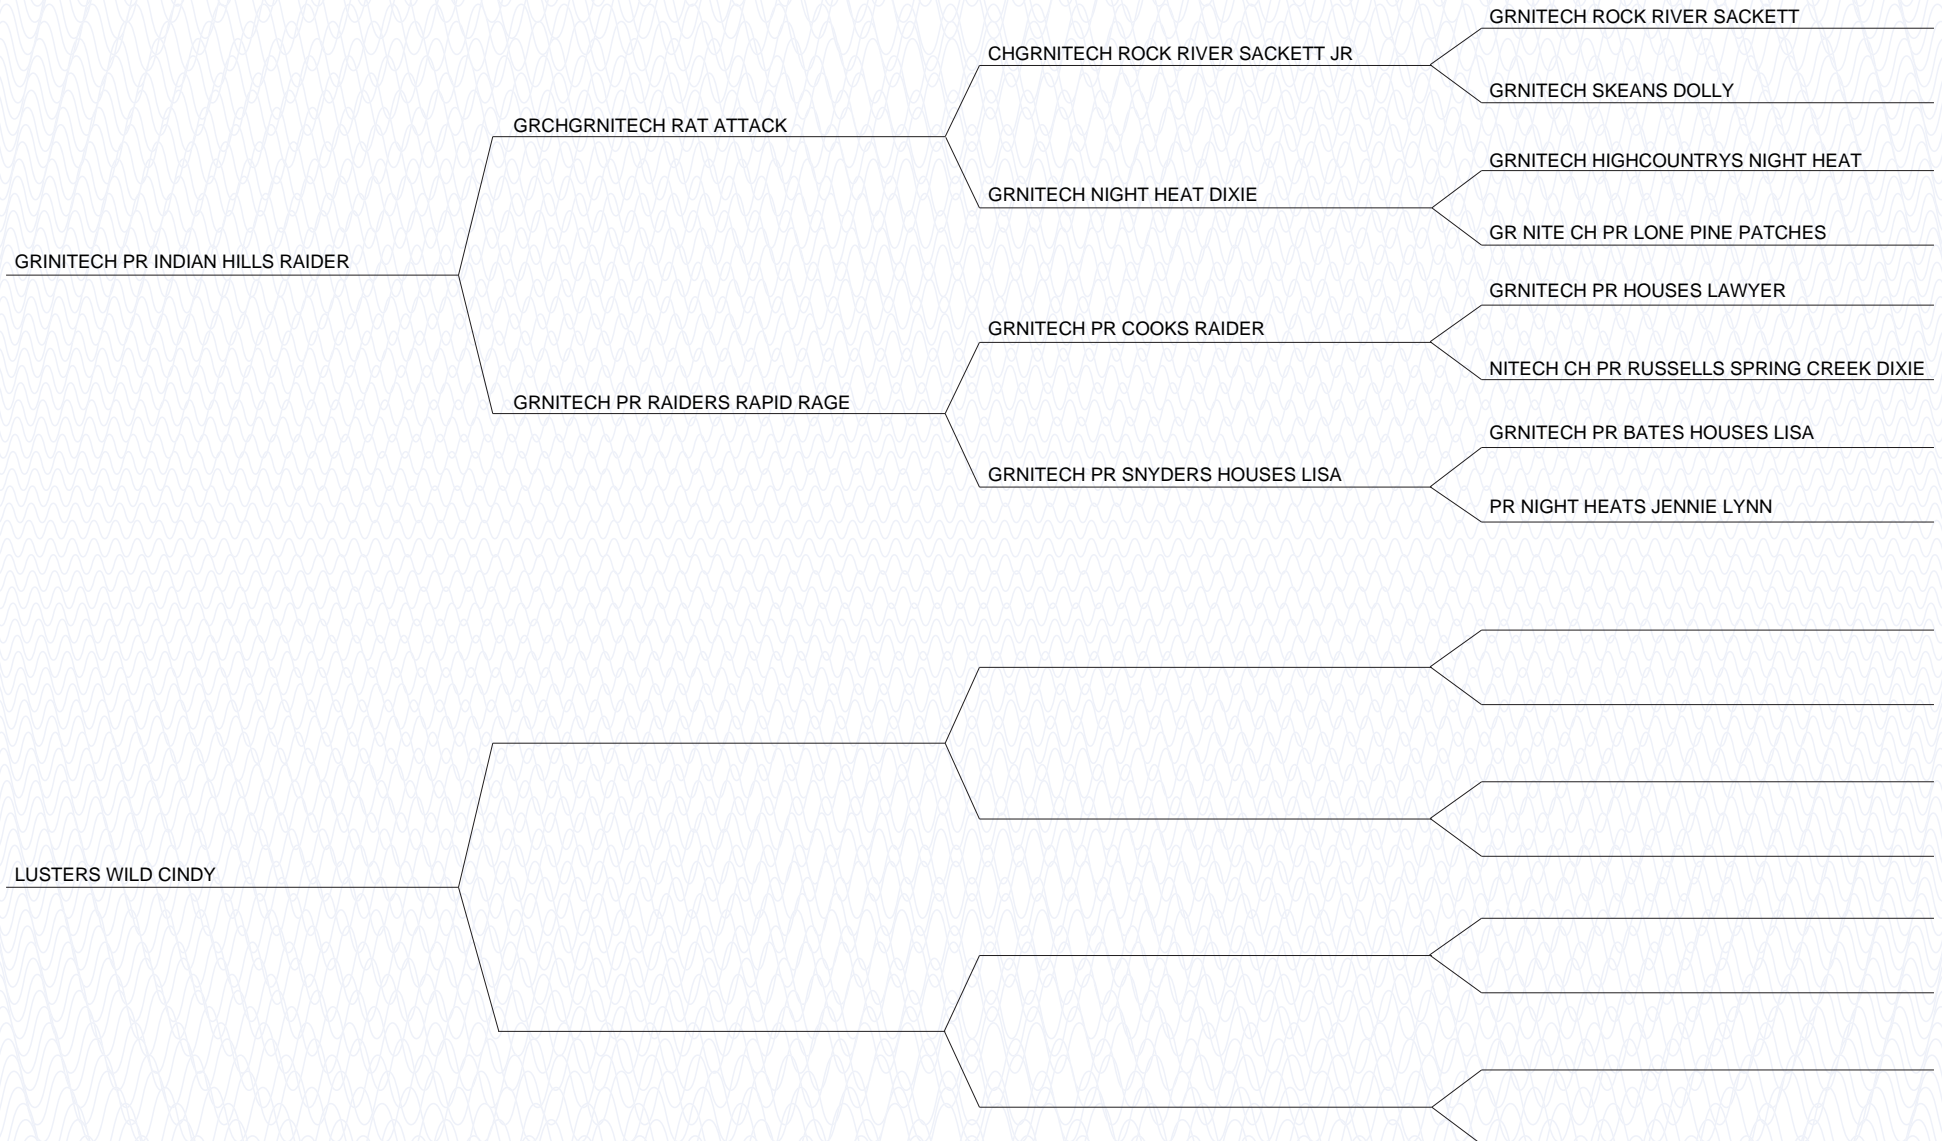 GRNITECH ROCK RIVER SACKETT
CHGRNITECH ROCK RIVER SACKETT JR
GRNITECH SKEANS DOLLY
GRCHGRNITECH RAT ATTACK
GRNITECH HIGHCOUNTRYS NIGHT HEAT
GRNITECH NIGHT HEAT DIXIE
GR NITE CH PR LONE PINE PATCHES
GRINITECH PR INDIAN HILLS RAIDER
GRNITECH PR HOUSES LAWYER
GRNITECH PR COOKS RAIDER
NITECH CH PR RUSSELLS SPRING CREEK DIXIE
GRNITECH PR RAIDERS RAPID RAGE
GRNITECH PR BATES HOUSES LISA
GRNITECH PR SNYDERS HOUSES LISA
PR NIGHT HEATS JENNIE LYNN
LUSTERS WILD CINDY